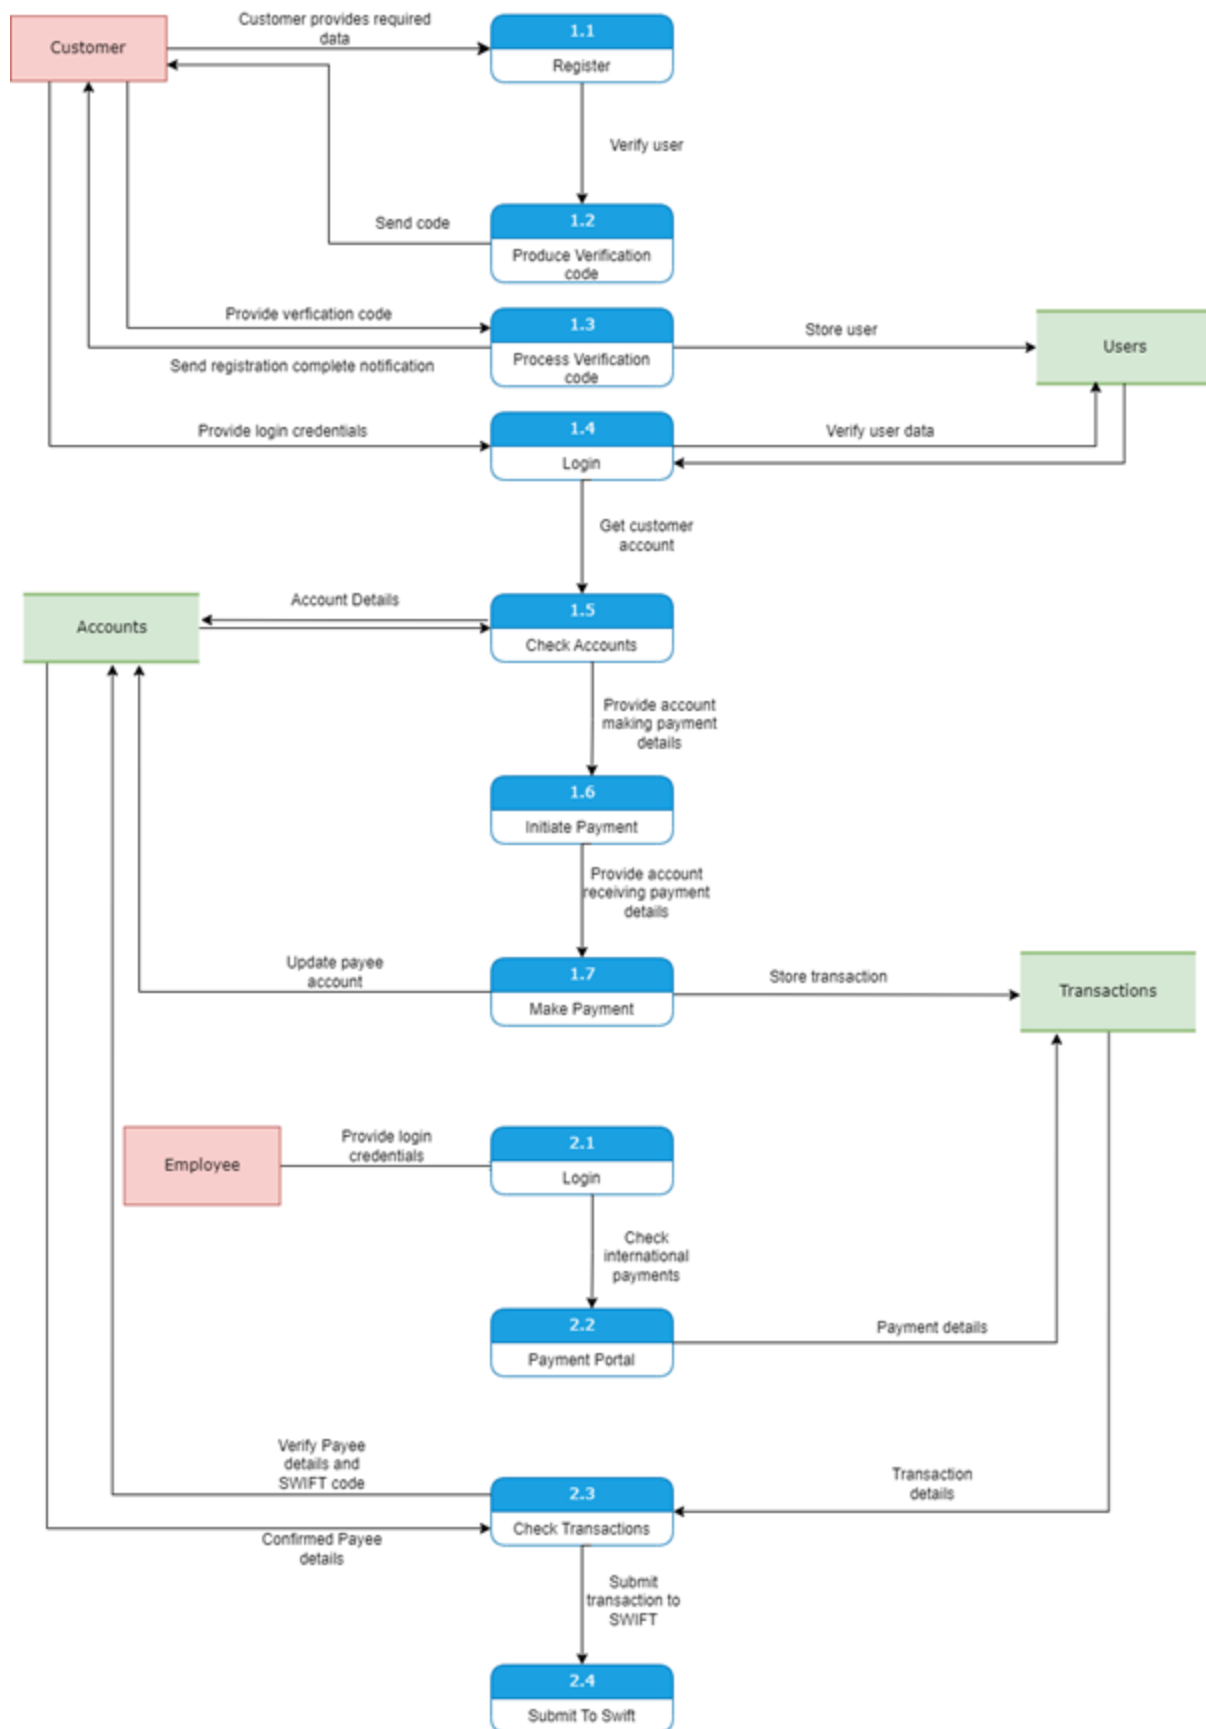 Customer provides required
data
Customer
1.1
Register
Verify user
Send code
1.2
Produce Verification
code
Provide verfication code
1.3
Process Verification
code
Send registration complete notification
Store user
Users
Provide login credentials
1.4
Login
Verify user data
Get customer
account
Account Details
Accounts
1.5
Check Accounts
Provide account
making payment
details
1.6
Initiate Payment
Provide account
receiving payment
details
Update payee
account
1.7
Make Payment
Store transaction
Transactions
Employee
Provide login
credentials
2.1
Login
Check
international
payments
2.2
Payment Portal
Payment details
Verify Payee
details and
SWIFT code
2.3
Check Transactions
Transaction
details
Confirmed Payee
details
Submit
transaction to
SWIFT
2.4
Submit To Swift